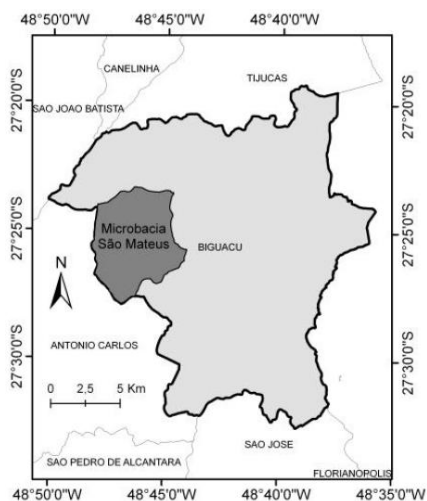 48°50'0"W 48°45'0"W 48°40'0"W
CANELINHA
TIJUCAS
27°20'0"S
27°20'0"S
SAO JOAO BATISTA
Microbacia
São Mateus
27°25'0"S
BIGUACU
27°25'0"S
N
ANTONIO CARLOS
27°30'0"S
27°30'0"S
0 2,5 5 Km
SAO JOSE
SAO PEDRO DE ALCANTARA
FLORIANOPOLIS
48°50'0"W 48°45'0"W 48°40'0"W 48°35'0"W